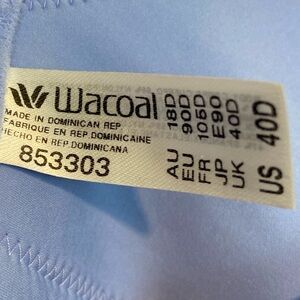 Wacoal
MADE IN DOMINICAN REP.
FABRIQUE EN REP. DOMINICAINE
HECHO EN REP. DOMINICANA
853303
AU 18D
EU 90D
FR 105D
JP E90
UK 40D
US 40D